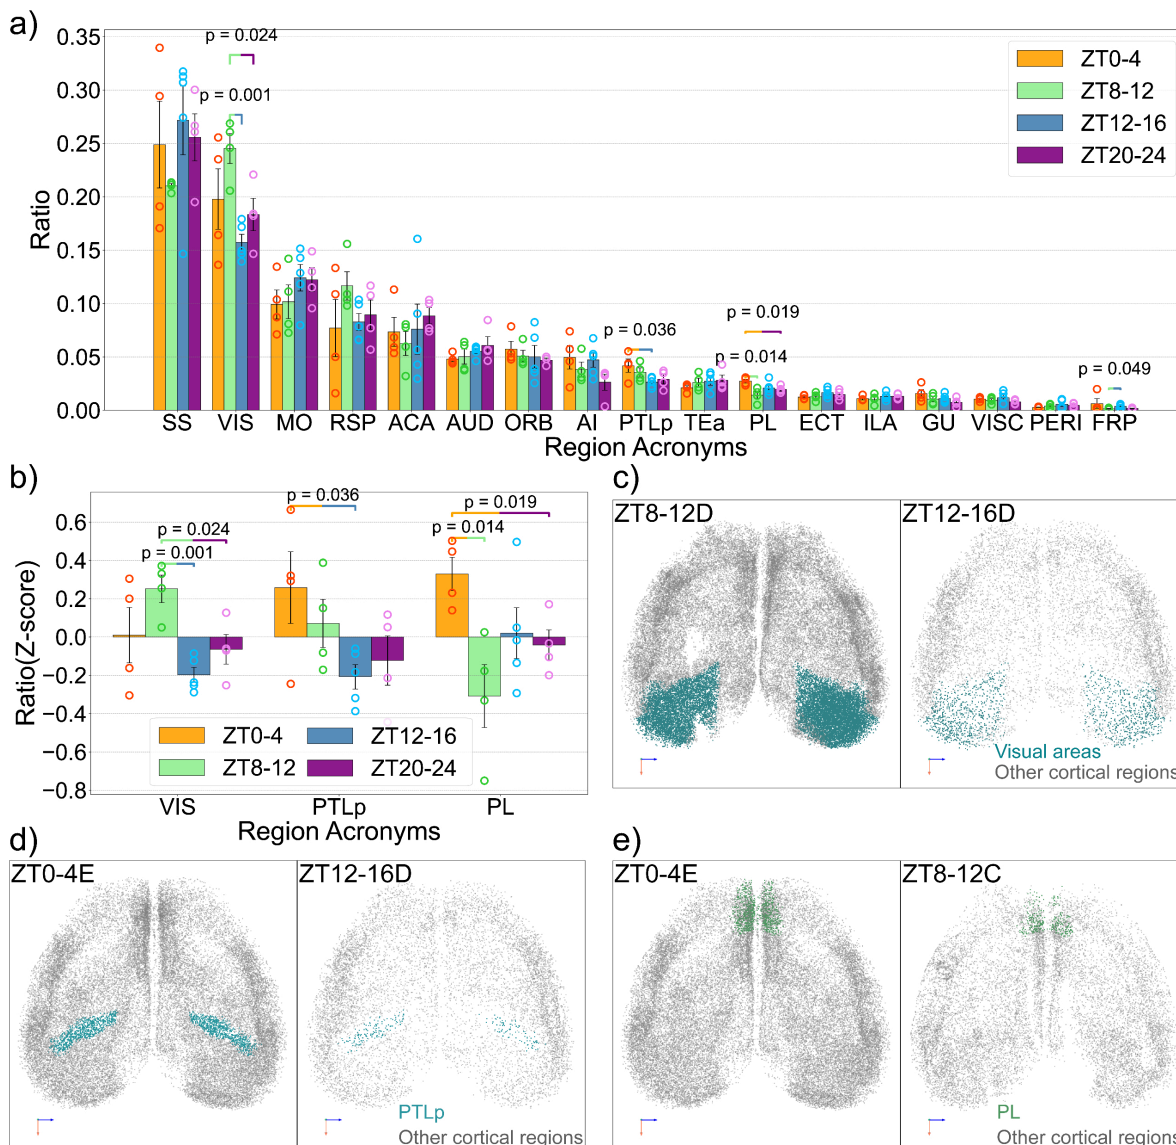 a)
0.35
0.30
0.25
0.20
0.15
0.10
0.05
0.00
Ratio
p = 0.024
p = 0.001
p = 0.036
p = 0.019
p = 0.014
p = 0.049
ZT0-4
ZT8-12
ZT12-16
ZT20-24
SS VIS MO RSP ACA AUD ORB AI PTLp TEa PL ECT ILA GU VISC PERI FRP
Region Acronyms
b)
0.6
0.4
0.2
0.0
−0.2
−0.4
−0.6
−0.8
Ratio(Z-score)
p = 0.024
p = 0.001
p = 0.036
p = 0.019
p = 0.014
ZT0-4 ZT12-16
ZT8-12 ZT20-24
VIS PTLp PL
Region Acronyms
c)
ZT8-12D ZT12-16D
Visual areas
Other cortical regions
d)
ZT0-4E ZT12-16D
PTLp
Other cortical regions
e)
ZT0-4E ZT8-12C
PL
Other cortical regions